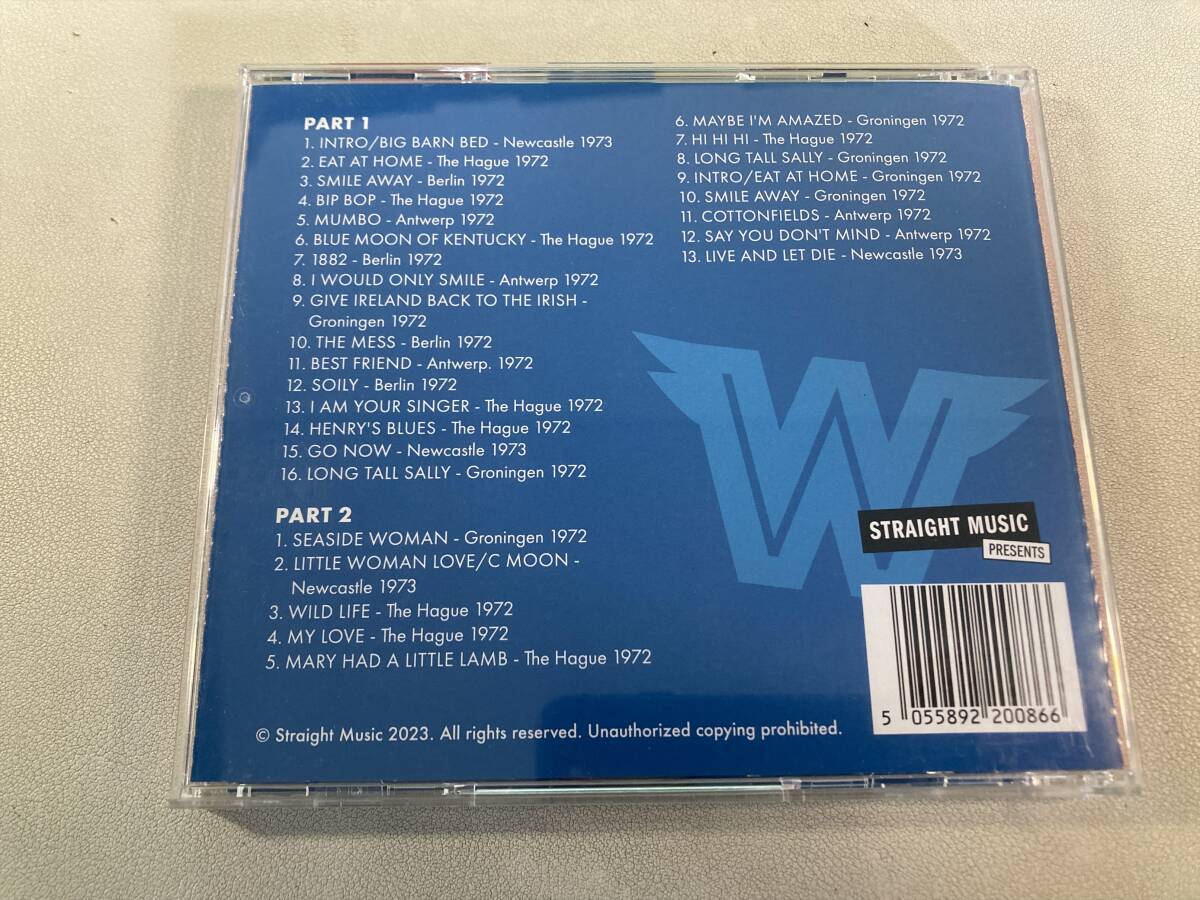 PART 1
1. INTRO/BIG BARN BED - Newcastle 1973
2. EAT AT HOME - The Hague 1972
3. SMILE AWAY - Berlin 1972
4. BIP BOP - The Hague 1972
5. MUMBO - Antwerp 1972
6. BLUE MOON OF KENTUCKY - The Hague 1972
7. 1882 - Berlin 1972
8. I WOULD ONLY SMILE - Antwerp 1972
9. GIVE IRELAND BACK TO THE IRISH -
Groningen 1972
10. THE MESS - Berlin 1972
11. BEST FRIEND - Antwerp. 1972
12. SOILY - Berlin 1972
13. I AM YOUR SINGER - The Hague 1972
14. HENRY'S BLUES - The Hague 1972
15. GO NOW - Newcastle 1973
16. LONG TALL SALLY - Groningen 1972
PART 2
1. SEASIDE WOMAN - Groningen 1972
2. LITTLE WOMAN LOVE/C MOON -
Newcastle 1973
3. WILD LIFE - The Hague 1972
4. MY LOVE - The Hague 1972
5. MARY HAD A LITTLE LAMB - The Hague 1972
6. MAYBE I'M AMAZED - Groningen 1972
7. HI HI HI - The Hague 1972
8. LONG TALL SALLY - Groningen 1972
9. INTRO/EAT AT HOME - Groningen 1972
10. SMILE AWAY - Groningen 1972
11. COTTONFIELDS - Antwerp 1972
12. SAY YOU DON'T MIND - Antwerp 1972
13. LIVE AND LET DIE - Newcastle 1973
W
STRAIGHT MUSIC
PRESENTS
5 055892 200866
© Straight Music 2023. All rights reserved. Unauthorized copying prohibited.